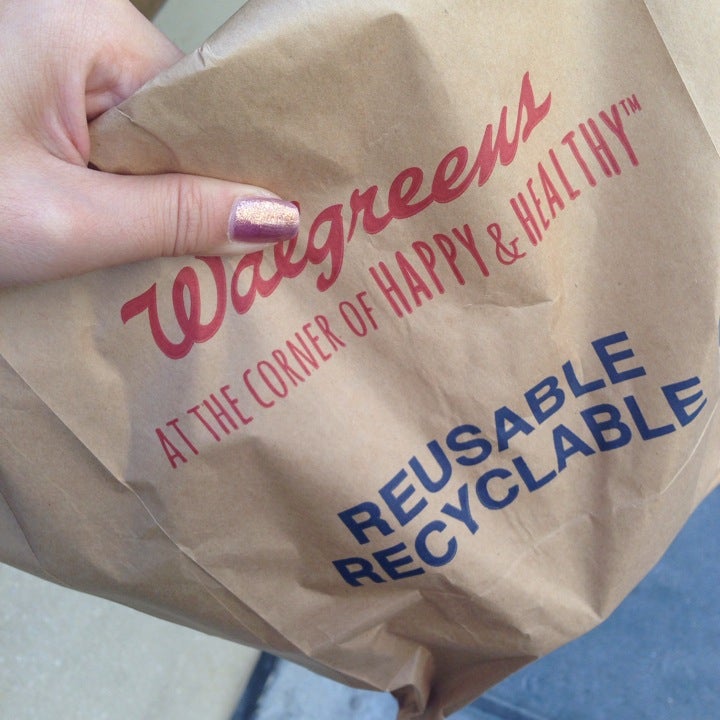 Walgreens
AT THE CORNER OF HAPPY & HEALTHY™
REUSABLE
RECYCLABLE